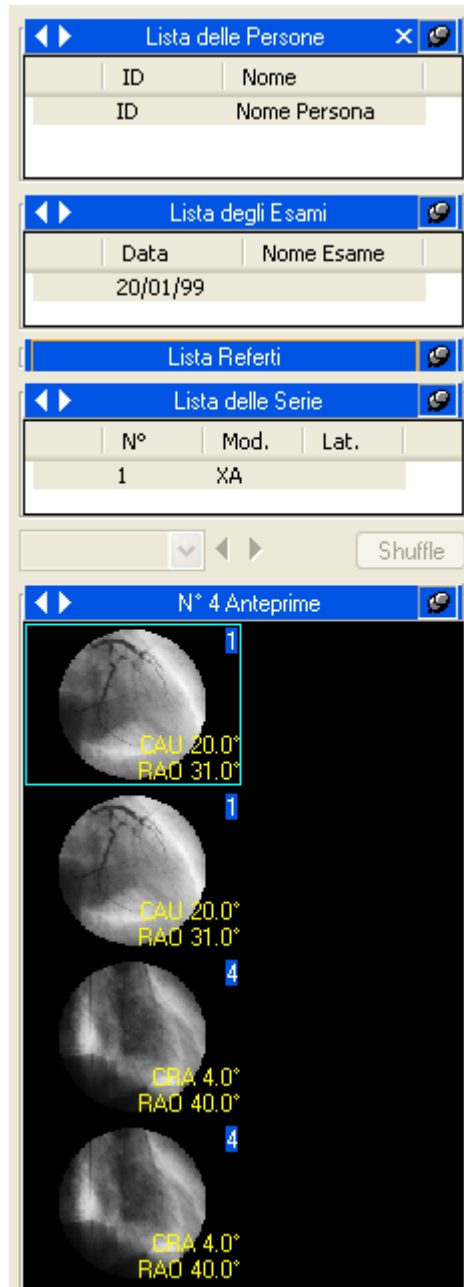 Lista delle Persone
ID Nome
ID Nome Persona
Lista degli Esami
Data Nome Esame
20/01/99
Lista Referti
Lista delle Serie
N° Mod. Lat.
1 XA
Shuffle
N° 4 Anteprime
1
CAU 20.0°
RAO 31.0°
1
CAU 20.0°
RAO 31.0°
4
CRA 4.0°
RAO 40.0°
4
CRA 4.0°
RAO 40.0°